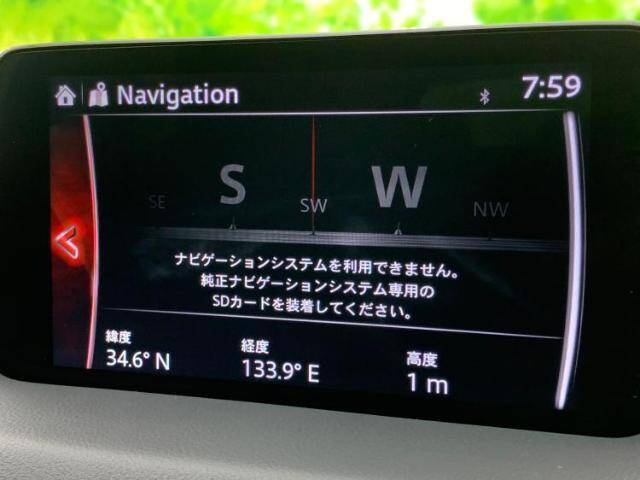 Navigation 7:59
SE S SW W NW
ナビゲーションシステムを利用できません。
純正ナビゲーションシステム専用の
SDカードを装着してください。
緯度 経度 高度
34.6° N 133.9° E 1 m